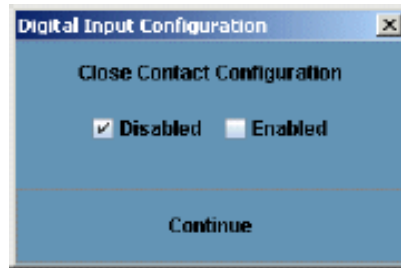 Digital Input Configuration
Close Contact Configuration
Disabled Enabled
Continue